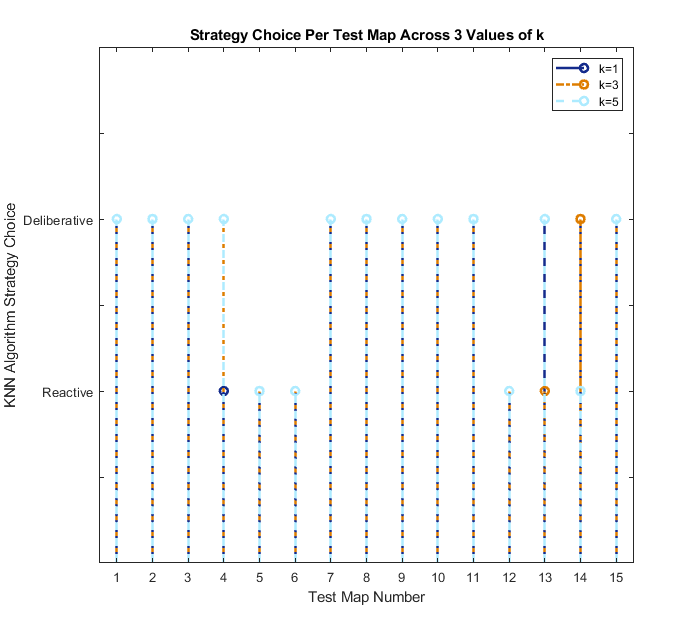 Strategy Choice Per Test Map Across 3 Values of k
k=1
k=3
k=5
KNN Algorithm Strategy Choice
Deliberative
Reactive
1 2 3 4 5 6 7 8 9 10 11 12 13 14 15
Test Map Number